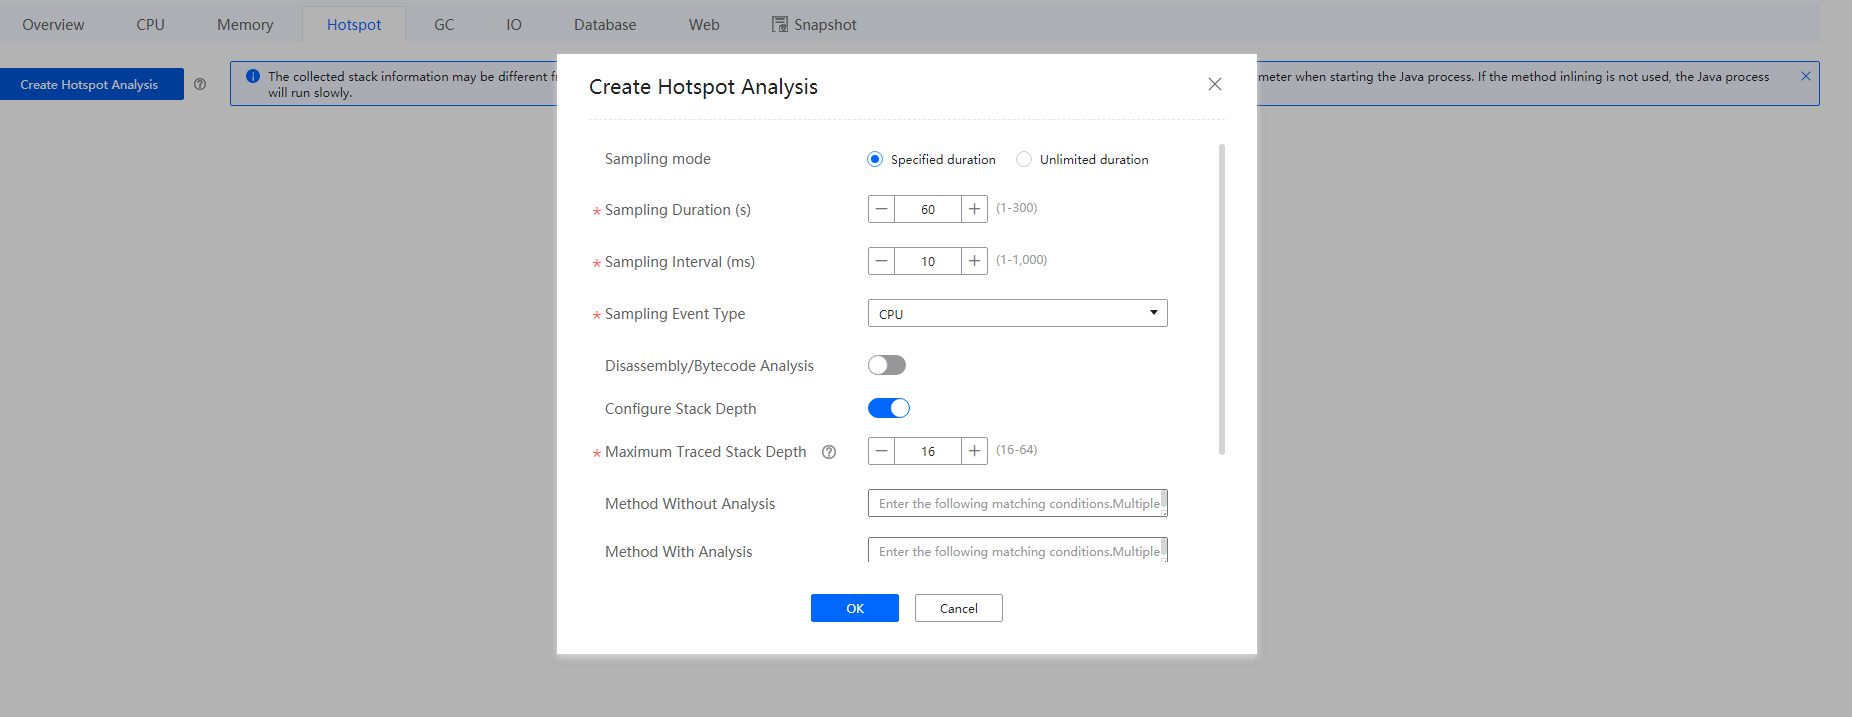 Overview CPU Memory Hotspot GC IO Database Web Snapshot
Create Hotspot Analysis
The collected stack information may be different f
meter when starting the Java process. If the method inlining is not used, the Java process
will run slowly.
Create Hotspot Analysis
Sampling mode Specified duration Unlimited duration
* Sampling Duration (s) 60 (1-300)
* Sampling Interval (ms) 10 (1-1,000)
* Sampling Event Type CPU
Disassembly/Bytecode Analysis
Configure Stack Depth
* Maximum Traced Stack Depth 16 (16-64)
Method Without Analysis Enter the following matching conditions.Multiple
Method With Analysis Enter the following matching conditions.Multiple
OK Cancel